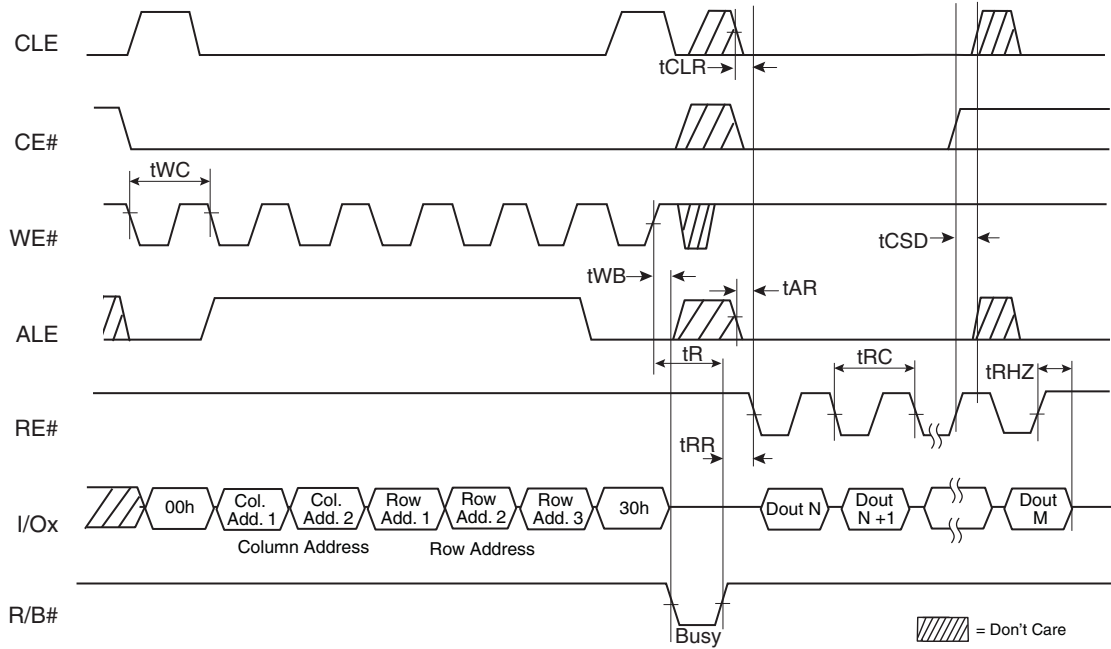 CLE
tCLR
CE#
tWC
WE#
tCSD
tWB
tAR
ALE
tR
tRC
tRHZ
RE#
tRR
I/Ox
00h
Col.
Add. 1
Col.
Add. 2
Row
Add. 1
Row
Add. 2
Row
Add. 3
30h
Dout N
Dout
N +1
Dout
M
Column Address
Row Address
R/B#
Busy
= Don't Care